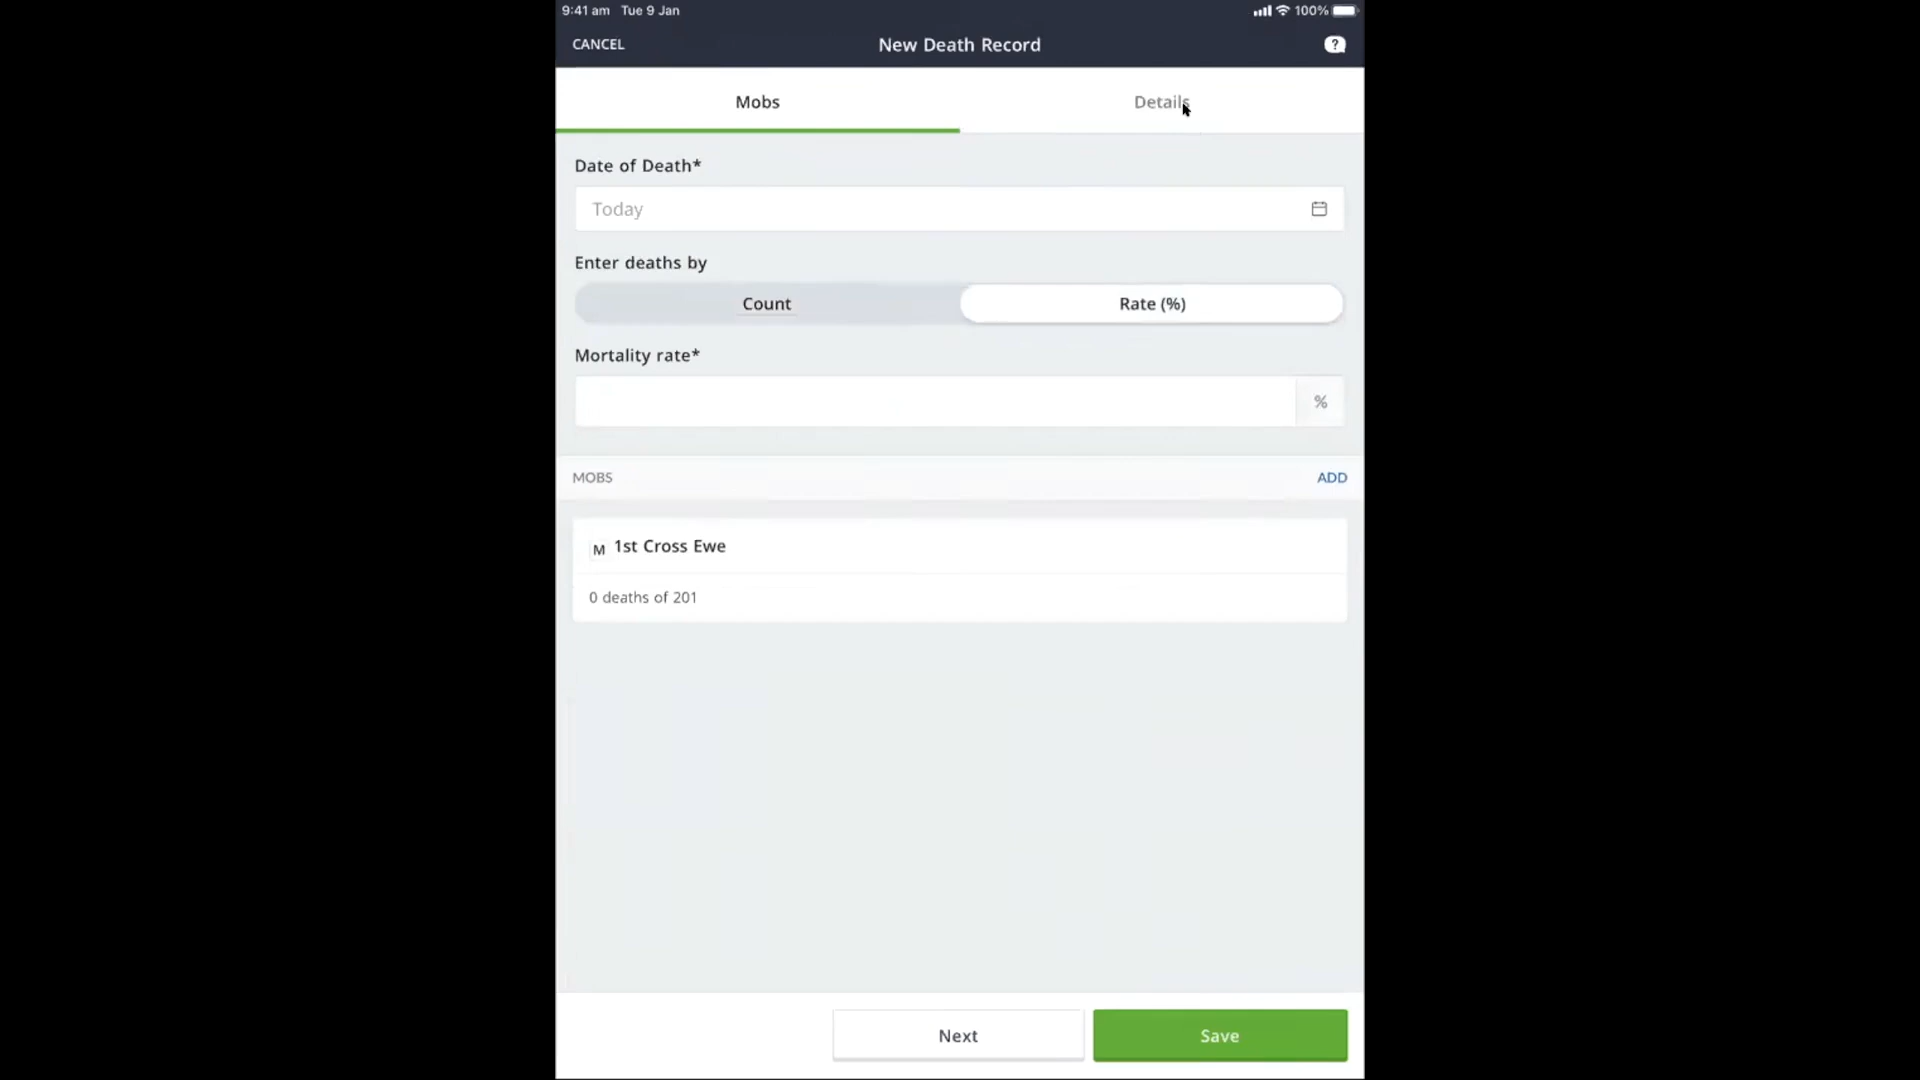 9:41 am Tue 9 Jan 100%
CANCEL New Death Record ?
Mobs Details
Date of Death*
Today
Enter deaths by
Count Rate (%)
Mortality rate*
%
MOBS ADD
M 1st Cross Ewe
0 deaths of 201
Next Save